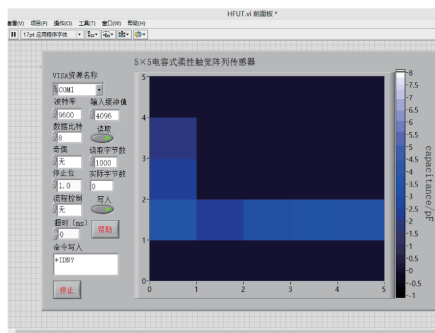 HFUT.vi 前面板 *
查看(V) 项目(P) 操作(O) 工具(T) 窗口(W) 帮助(H)
17pt 应用程序字体
5×5电容式柔性触觉阵列传感器
VISA资源名称
COM1
波特率 输入缓冲值
9600 4096
数据比特 读取
8
奇偶 读取字节数
无 1000
停止位 实际字节数
1.0 0
流控制 写入
无
超时 (ms)
0 帮助
命令写入
*IDN?
停止
5
4
3
2
1
0
0 1 2 3 4 5
8
7.5
7
6.5
6
5.5
5
4.5
4
3.5
3
2.5
2
1.5
1
0.5
0
-0.5
-1
capacitance/pF